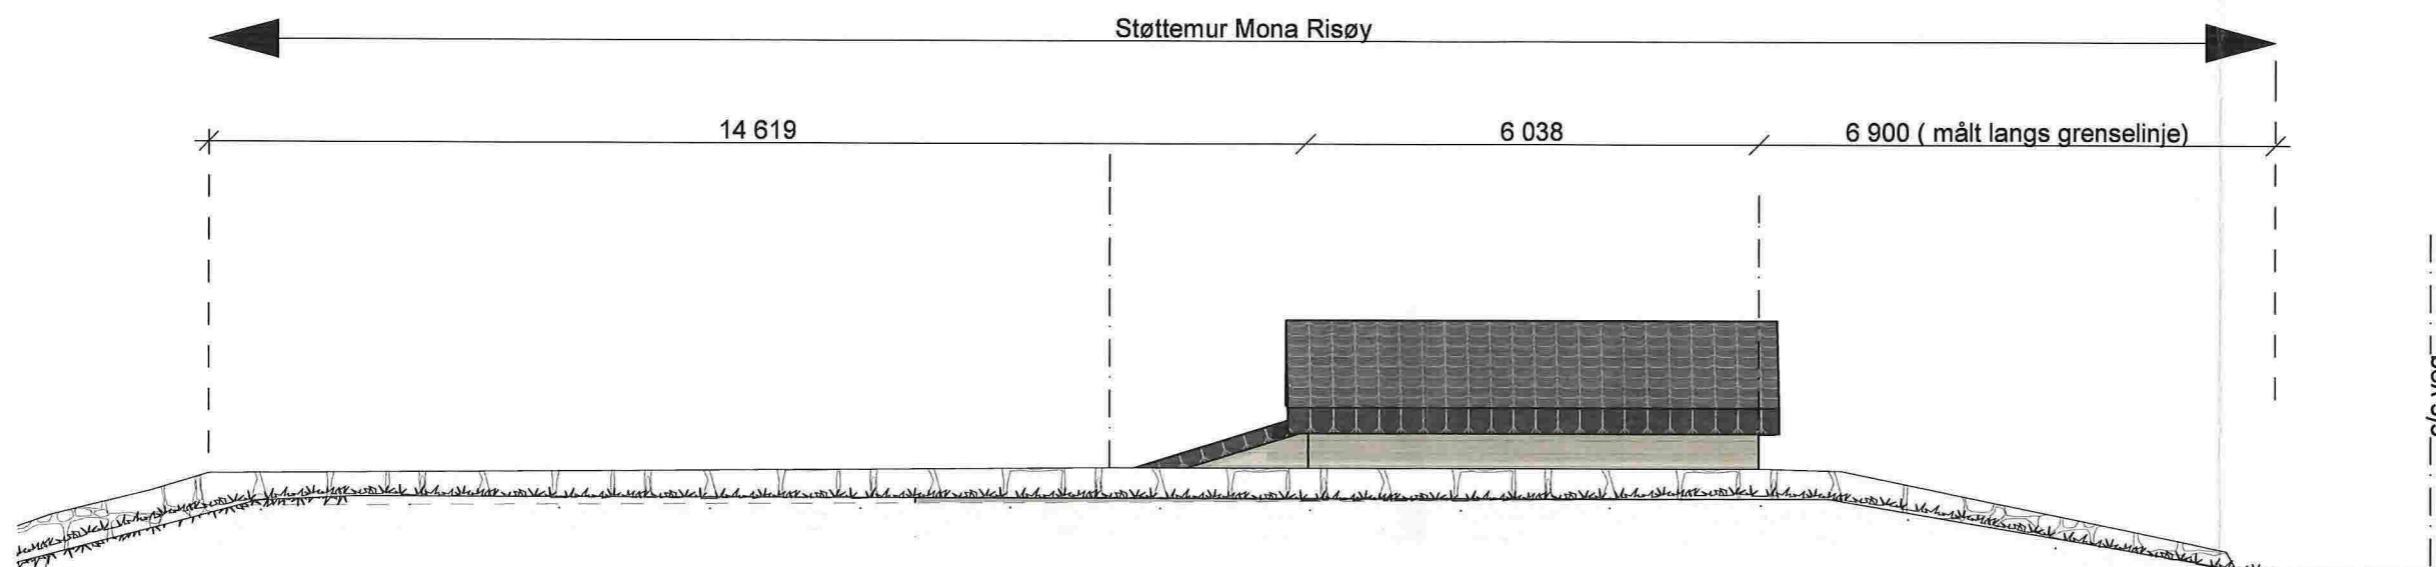 Støttemur Mona Risøy
14 619
6 038
6 900 ( målt langs grenselinje)